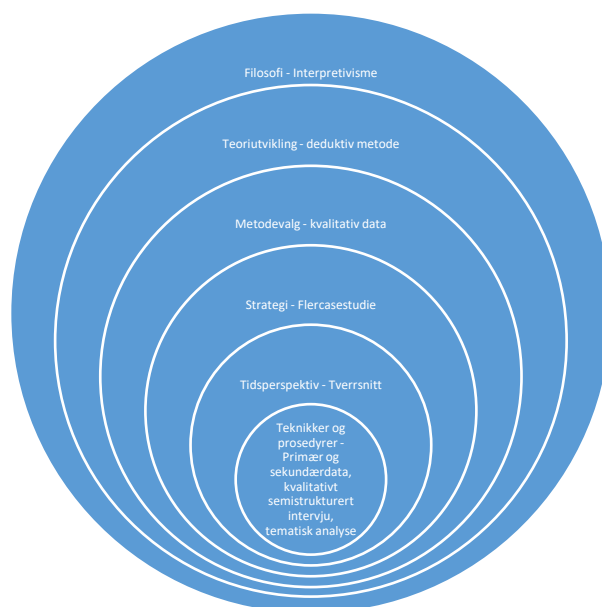 Filosofi - Interpretivisme
Teoriutvikling - deduktiv metode
Metodevalg - kvalitativ data
Strategi - Flercasestudie
Tidsperspektiv - Tverrsnitt
Teknikker og
prosedyrer -
Primær og
sekundærdata,
kvalitativt
semistrukturert
intervju,
tematisk analyse